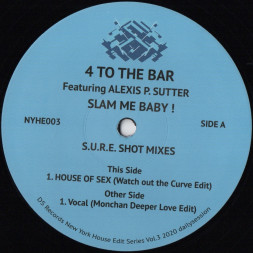 4 TO THE BAR
Featuring ALEXIS P. SUTTER
SLAM ME BABY !
NYHE003 SIDE A
S.U.R.E. SHOT MIXES
This Side
1. HOUSE OF SEX (Watch out the Curve Edit)
Other Side
1. Vocal (Monchan Deeper Love Edit)
DS Records New York House Edit Series Vol.3. 2020 dailysession